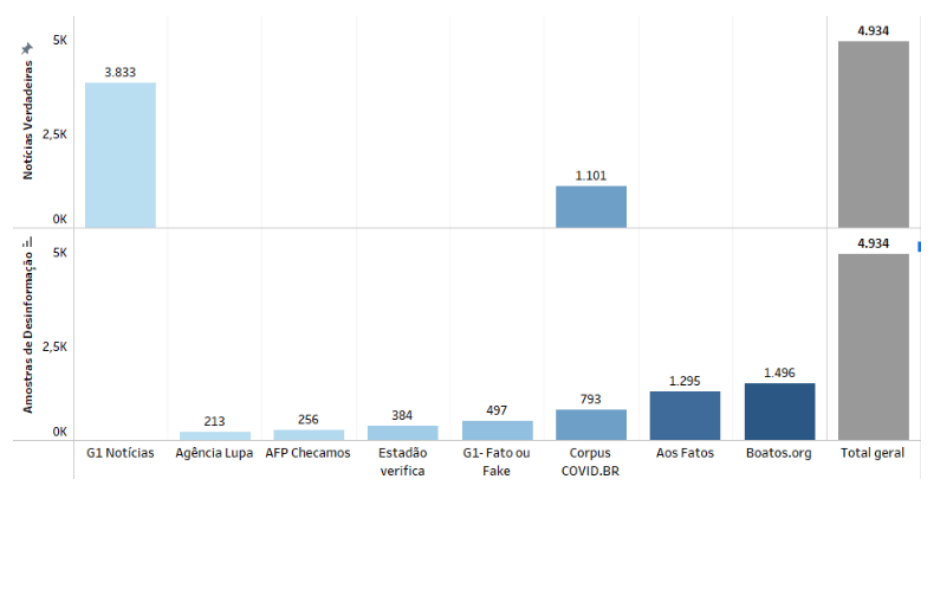 Notícias Verdadeiras
5K
2,5K
0K
3.833
1.101
4.934
Amostras de Desinformação
5K
2,5K
0K
213
256
384
497
793
1.295
1.496
4.934
G1 Notícias
Agência Lupa
AFP Checamos
Estadão
verifica
G1- Fato ou
Fake
Corpus
COVID.BR
Aos Fatos
Boatos.org
Total geral